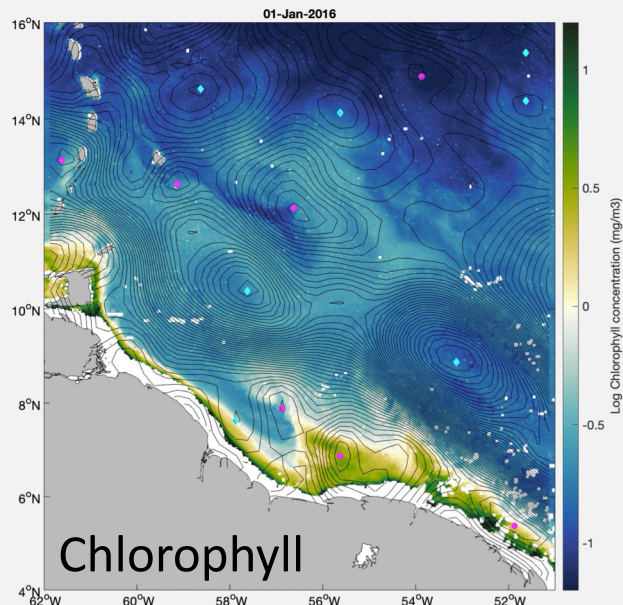 01-Jan-2016
16°N
14°N
12°N
10°N
8°N
6°N
4°N
62°W
60°W
58°W
56°W
54°W
52°W
Chlorophyll
1
0.5
0
-0.5
-1
Log Chlorophyll concentration (mg/m3)